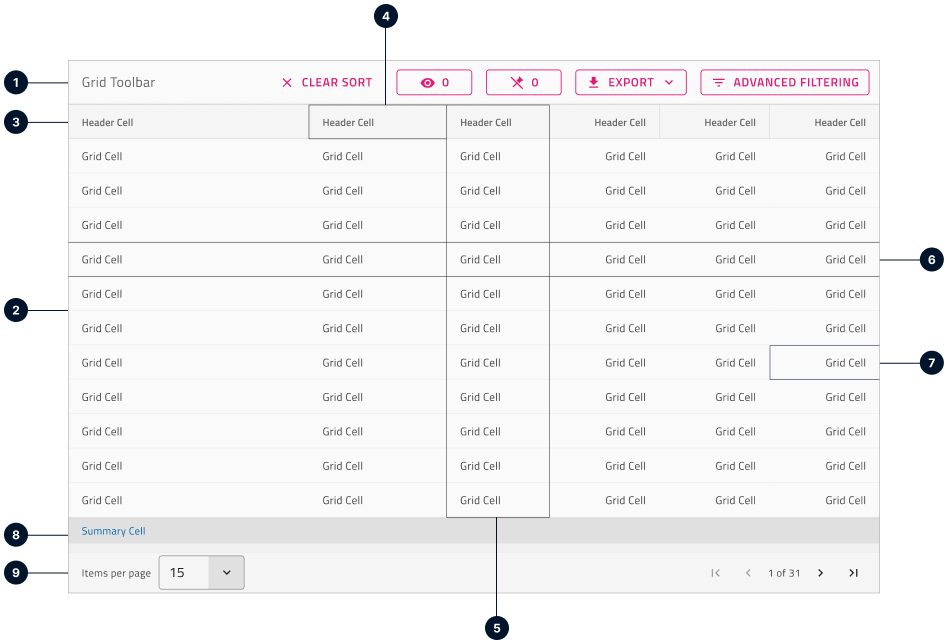 4
1 Grid Toolbar CLEAR SORT 0 0 EXPORT ADVANCED FILTERING
3 Header Cell Header Cell Header Cell Header Cell Header Cell Header Cell
Grid Cell Grid Cell Grid Cell Grid Cell Grid Cell Grid Cell
Grid Cell Grid Cell Grid Cell Grid Cell Grid Cell Grid Cell
Grid Cell Grid Cell Grid Cell Grid Cell Grid Cell Grid Cell
Grid Cell Grid Cell Grid Cell Grid Cell Grid Cell Grid Cell 6
Grid Cell Grid Cell Grid Cell Grid Cell Grid Cell Grid Cell
2
Grid Cell Grid Cell Grid Cell Grid Cell Grid Cell Grid Cell
Grid Cell Grid Cell Grid Cell Grid Cell Grid Cell Grid Cell 7
Grid Cell Grid Cell Grid Cell Grid Cell Grid Cell Grid Cell
Grid Cell Grid Cell Grid Cell Grid Cell Grid Cell Grid Cell
Grid Cell Grid Cell Grid Cell Grid Cell Grid Cell Grid Cell
Grid Cell Grid Cell Grid Cell Grid Cell Grid Cell Grid Cell
8 Summary Cell
9 Items per page 15 1 of 31
5